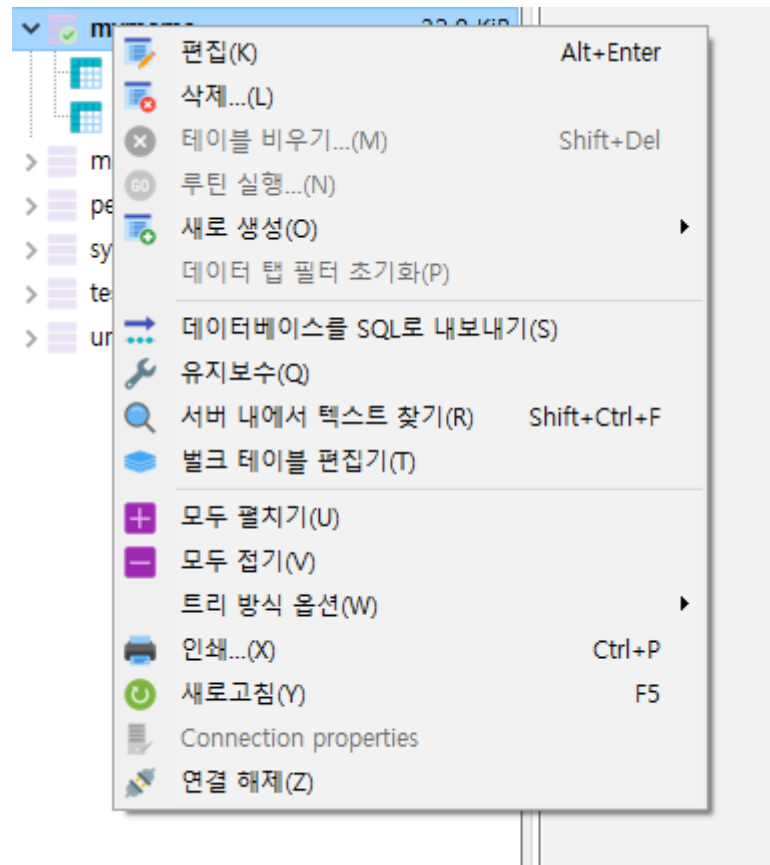 편집(K) Alt+Enter
삭제...(L)
테이블 비우기...(M) Shift+Del
GO 루틴 실행...(N)
새로 생성(O)
데이터 탭 필터 초기화(P)
데이터베이스를 SQL로 내보내기(S)
유지보수(Q)
서버 내에서 텍스트 찾기(R) Shift+Ctrl+F
벌크 테이블 편집기(T)
모두 펼치기(U)
모두 접기(V)
트리 방식 옵션(W)
인쇄...(X) Ctrl+P
새로고침(Y) F5
Connection properties
연결 해제(Z)